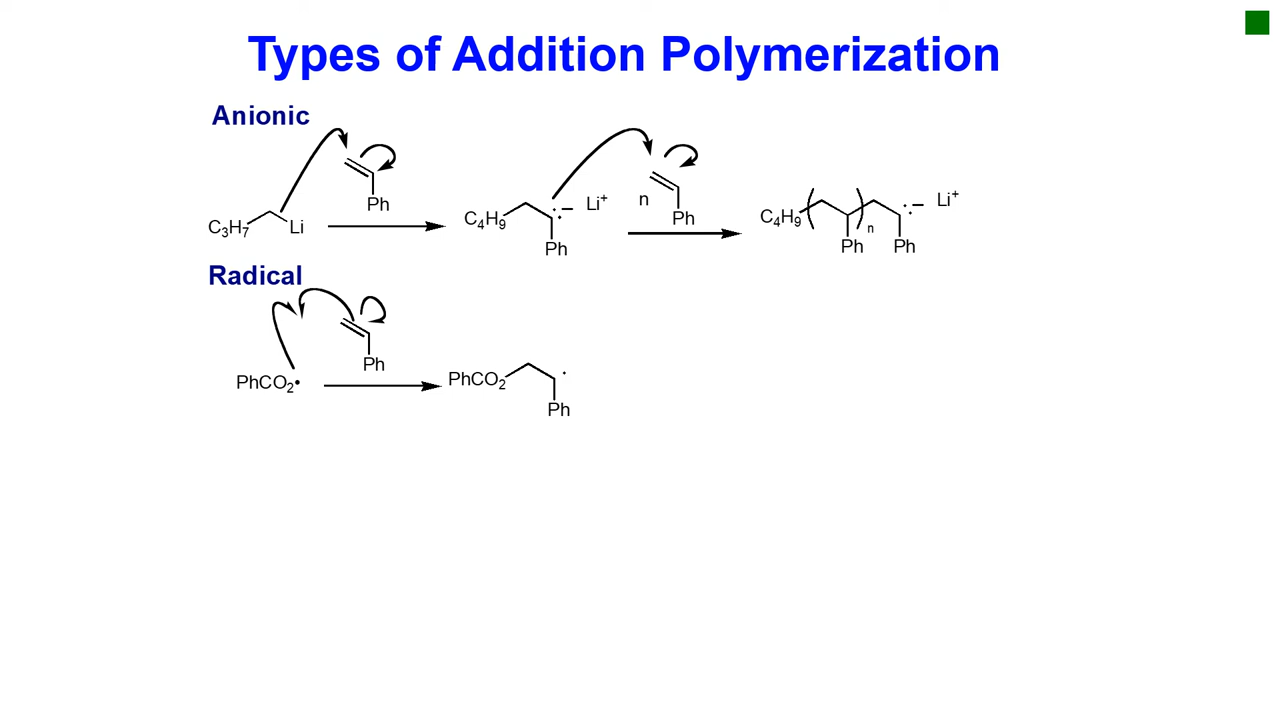 Types of Addition Polymerization
Anionic
Ph
C3H7
Li
C4H9
Ph
Li+
n
Ph
C4H9
Ph
n
Ph
Li+
Radical
Ph
PhCO2•
PhCO2
Ph